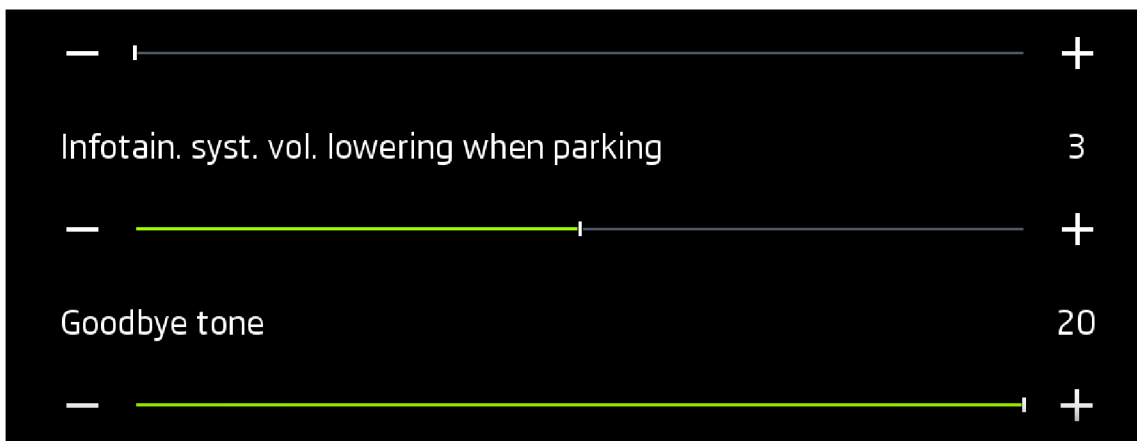 Infotain. syst. vol. lowering when parking 3
Goodbye tone 20